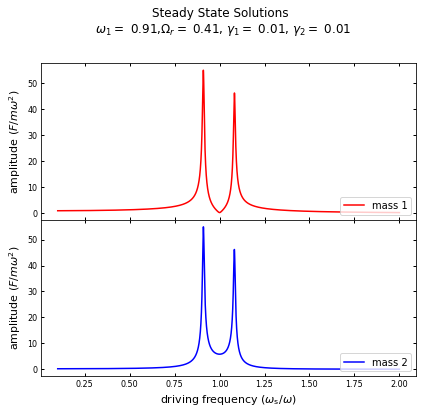 Steady State Solutions
ω₁ = 0.91,Ωᵣ = 0.41, γ₁ = 0.01, γ₂ = 0.01
amplitude (F/mω²)
50
40
30
20
10
0
mass 1
amplitude (F/mω²)
50
40
30
20
10
0
mass 2
0.25 0.50 0.75 1.00 1.25 1.50 1.75 2.00
driving frequency (ωₛ/ω)